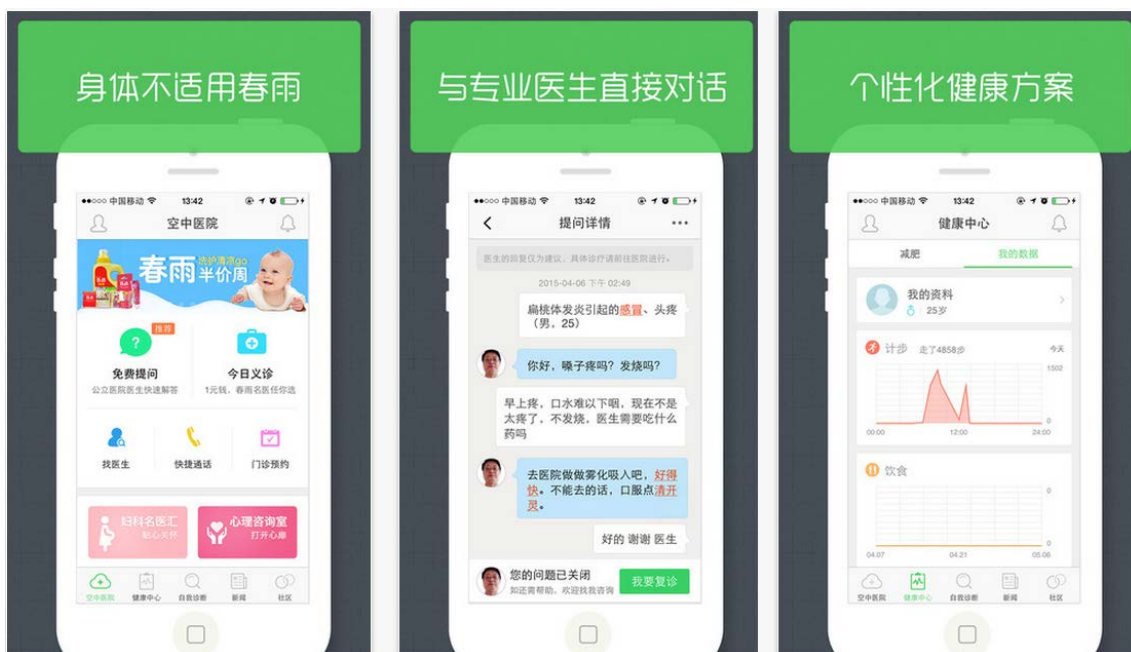 身体不适用春雨
中国移动 13:42
空中医院
春雨 洗护清凉go
半价周
推荐
免费提问
公立医院医生快速解答
今日义诊
1元钱，春雨名医任你选
找医生
快捷通话
门诊预约
妇科名医汇
贴心关怀
心理咨询室
打开心扉
空中医院 健康中心 自我诊断 新闻 社区
与专业医生直接对话
中国移动 13:42
提问详情
医生的回复仅为建议，具体诊疗请前往医院进行。
2015-04-06 下午 02:49
扁桃体发炎引起的感冒、头疼
（男，25）
你好，嗓子疼吗？发烧吗？
早上疼，口水难以下咽，现在不是
太疼了，不发烧，医生需要吃什么
药吗
去医院做做雾化吸入吧，好得
快。不能去的话，口服点清开
灵。
好的 谢谢 医生
您的问题已关闭
如还需帮助，欢迎找我咨询
我要复诊
个性化健康方案
中国移动 13:42
健康中心
减肥
我的数据
我的资料
25岁
计步 走了4858步 今天
1502
0
00:00 12:00 24:00
饮食
0
0
04.07 04.21 05.06
空中医院 健康中心 自我诊断 新闻 社区